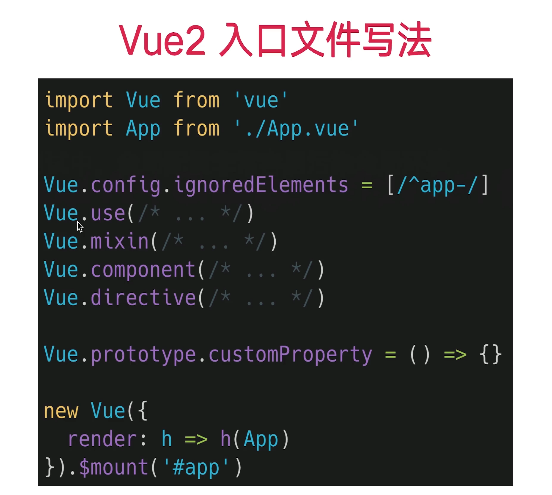 Vue2 入口文件写法
import Vue from 'vue'
import App from './App.vue'
Vue.config.ignoredElements = [/^app-/]
Vue.use(/* ... */)
Vue.mixin(/* ... */)
Vue.component(/* ... */)
Vue.directive(/* ... */)
Vue.prototype.customProperty = () => {}
new Vue({
  render: h => h(App)
}).$mount('#app')